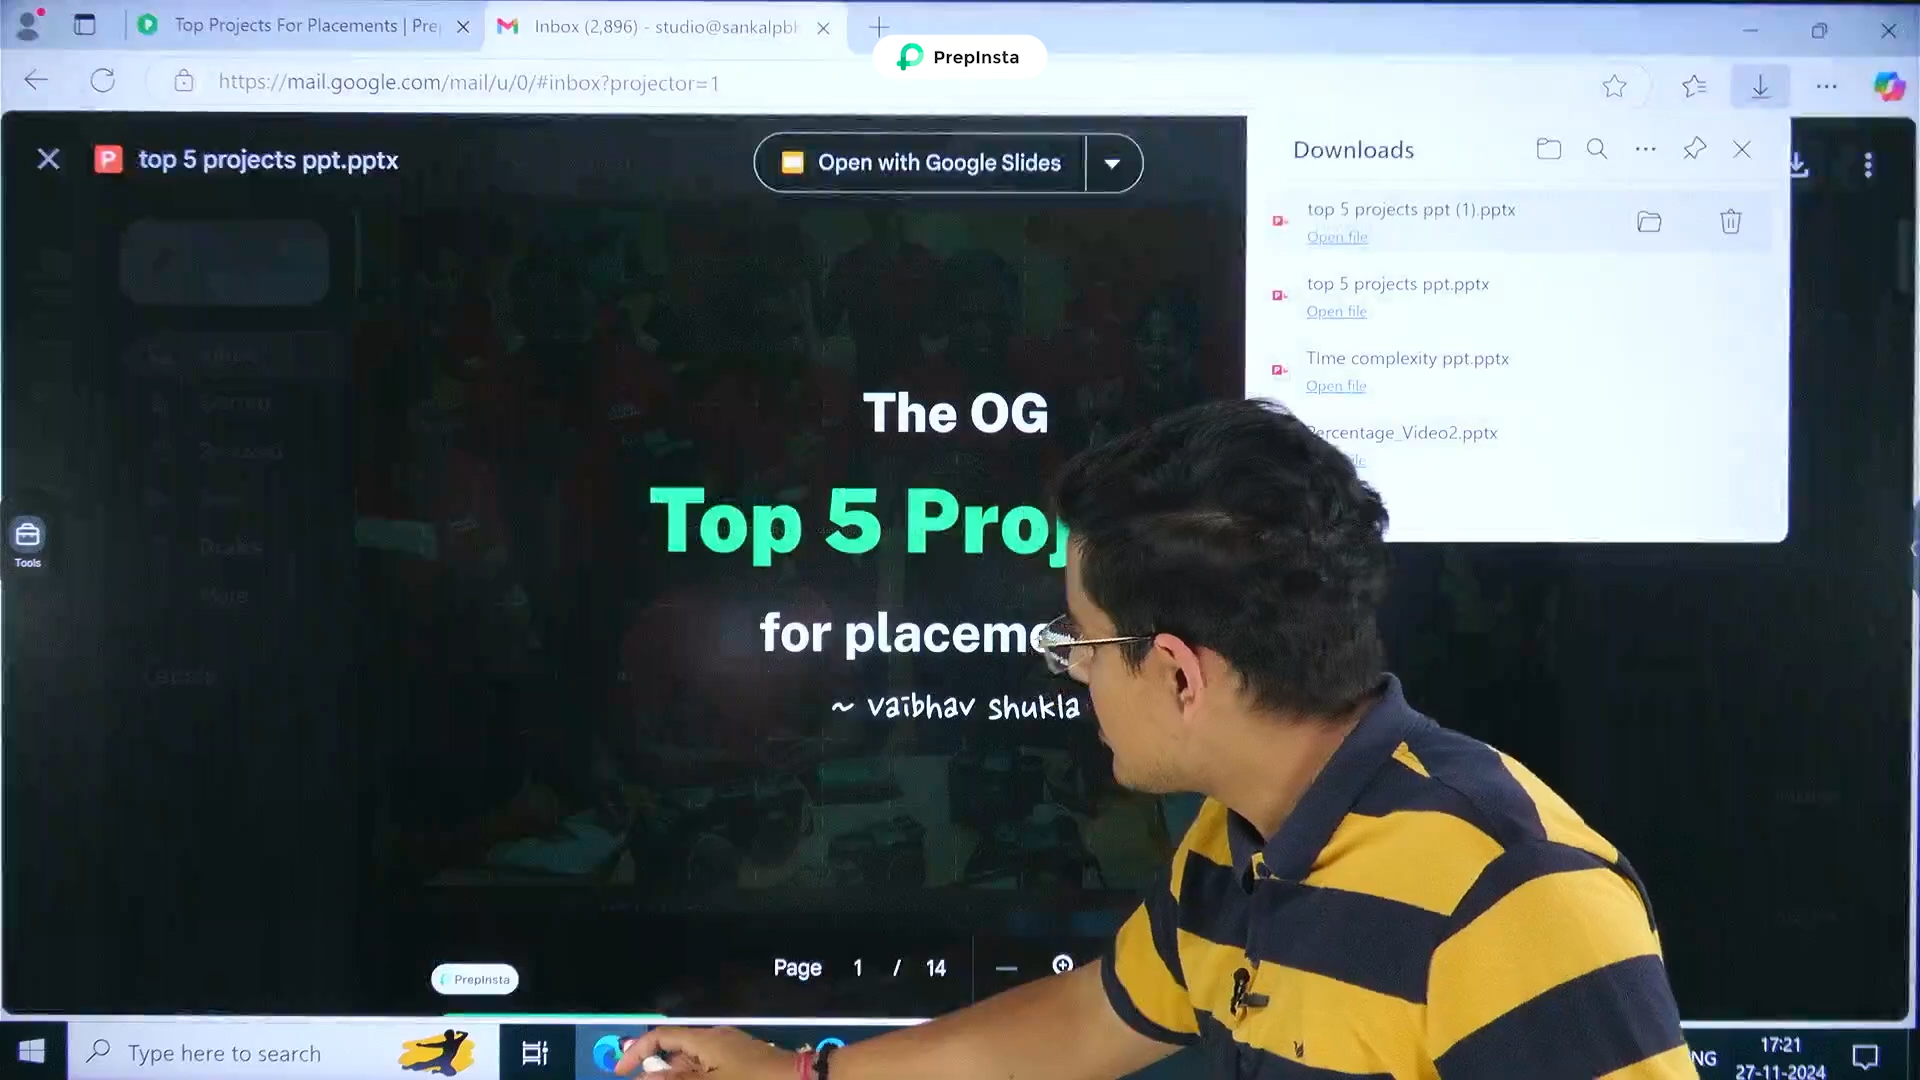 Top Projects For Placements | Prep
Inbox (2,896) - studio@sankalpbh
PrepInsta
https://mail.google.com/mail/u/0/#inbox?projector=1
top 5 projects ppt.pptx
Open with Google Slides
Downloads
top 5 projects ppt (1).pptx
Open file
top 5 projects ppt.pptx
Open file
TIme complexity ppt.pptx
Open file
Percentage_Video2.pptx
The OG
Top 5 Proj
for placeme
~ vaibhav shukla
Tools
Page 1 / 14
PrepInsta
Type here to search
NG
17:21
27-11-2024